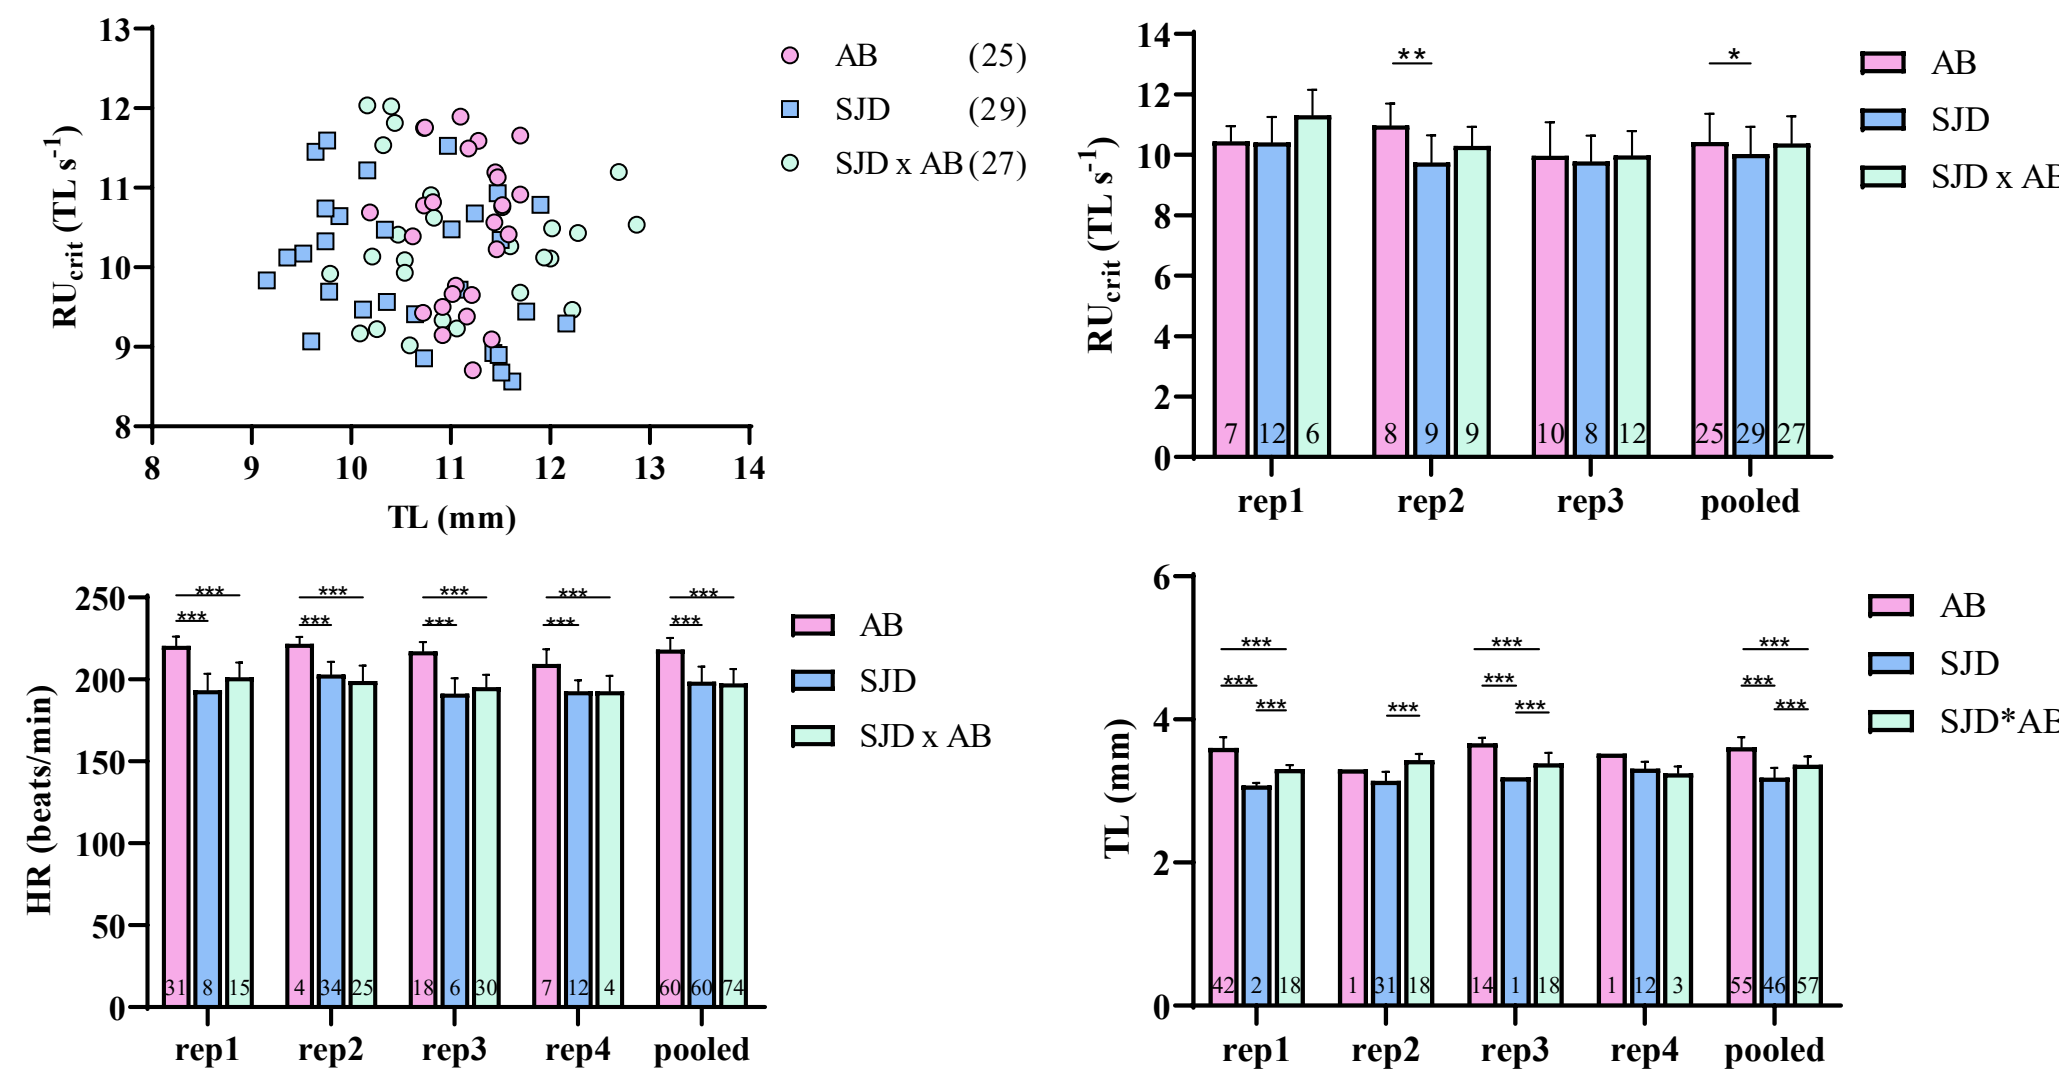 13
12
11
10
9
8
RUcrit (TL s-1)
8 9 10 11 12 13 14
TL (mm)
AB (25)
SJD (29)
SJD x AB (27)
14
12
10
8
6
4
2
0
RUcrit (TL s-1)
** *
7 12 6 8 9 9 10 8 12 25 29 27
rep1 rep2 rep3 pooled
AB
SJD
SJD x AB
250
200
150
100
50
0
HR (beats/min)
*** *** *** *** ***
*** *** *** *** ***
31 8 15 4 34 25 18 6 30 7 12 4 60 60 74
rep1 rep2 rep3 rep4 pooled
AB
SJD
SJD x AB
6
4
2
0
TL (mm)
*** *** ***
*** *** ***
*** *** *** ***
42 2 18 1 31 18 14 1 18 1 12 3 55 46 57
rep1 rep2 rep3 rep4 pooled
AB
SJD
SJD*AB